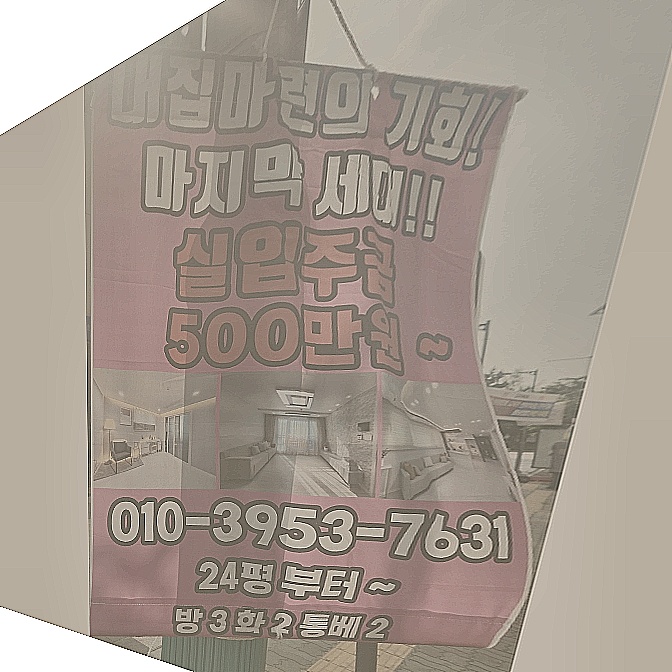 내집마련의 기회!!
마지막 세대!!
실입주금
500만원 ~
010-3953-7631
24평 부터 ~
방 3 화 2 통베 2